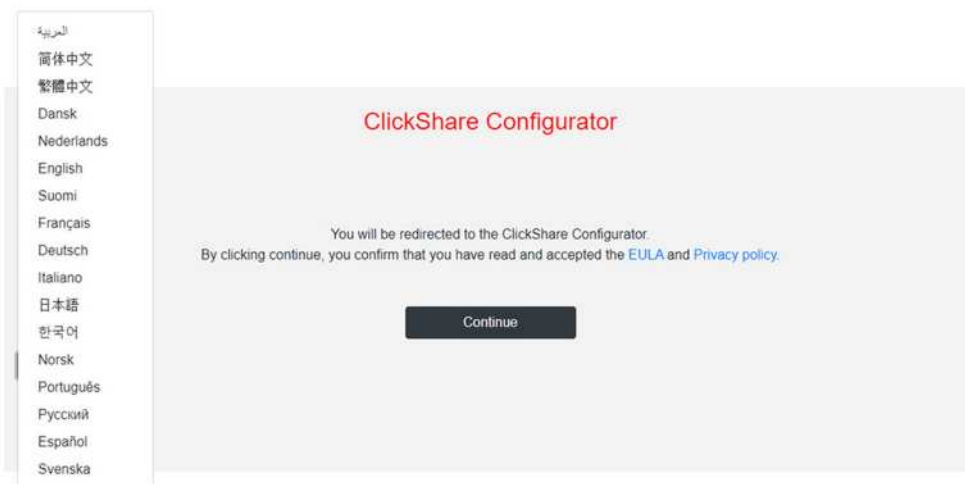 العربية
简体中文
繁體中文
Dansk
Nederlands
English
Suomi
Français
Deutsch
Italiano
日本語
한국어
Norsk
Português
Русский
Español
Svenska
ClickShare Configurator
You will be redirected to the ClickShare Configurator.
By clicking continue, you confirm that you have read and accepted the EULA and Privacy policy.
Continue